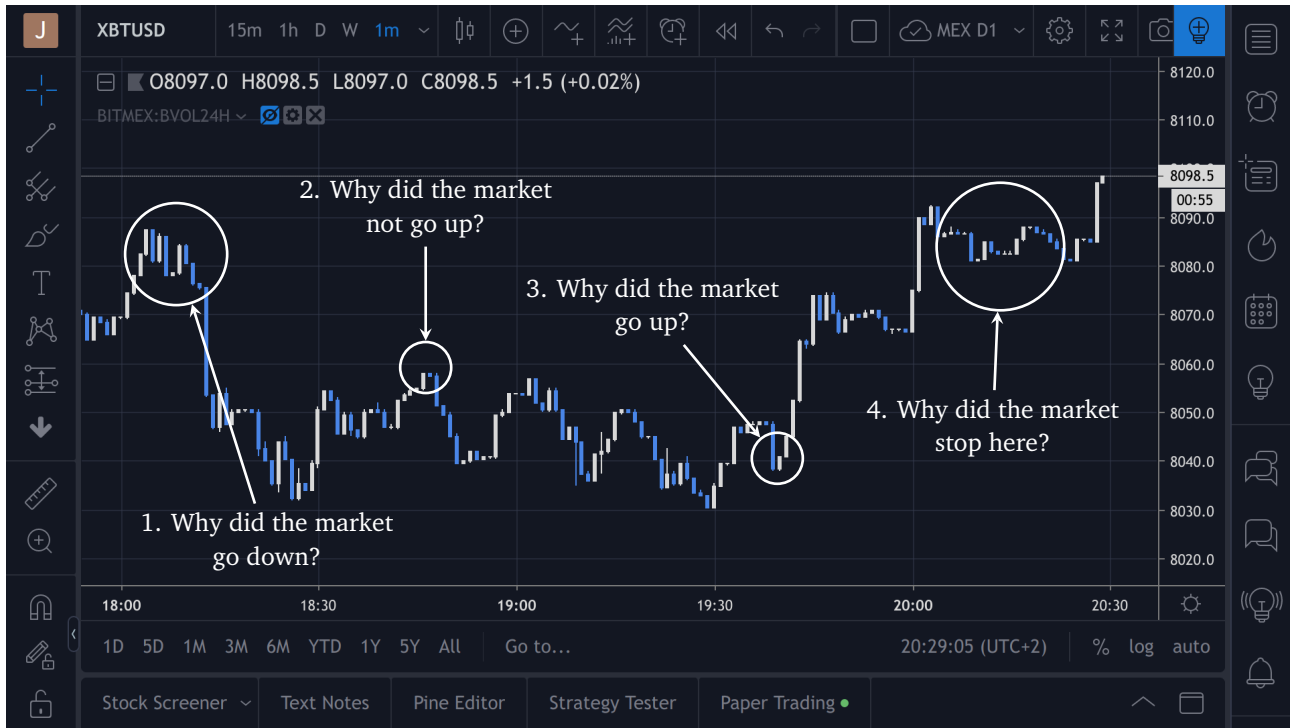 J XBTUSD 15m 1h D W 1m MEX D1
O8097.0 H8098.5 L8097.0 C8098.5 +1.5 (+0.02%)
BITMEX:BVOL24H
8120.0
8110.0
8098.5
00:55
8090.0
8080.0
8070.0
8060.0
8050.0
8040.0
8030.0
8020.0
2. Why did the market
not go up?
3. Why did the market
go up?
4. Why did the market
stop here?
1. Why did the market
go down?
18:00 18:30 19:00 19:30 20:00 20:30
1D 5D 1M 3M 6M YTD 1Y 5Y All Go to... 20:29:05 (UTC+2) % log auto
Stock Screener Text Notes Pine Editor Strategy Tester Paper Trading